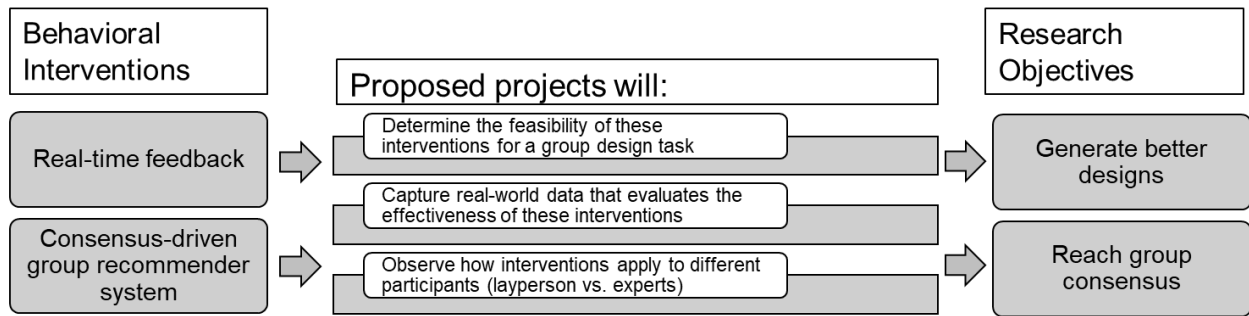 Behavioral
Interventions
Proposed projects will:
Research
Objectives
Real-time feedback
Consensus-driven
group recommender
system
Determine the feasibility of these
interventions for a group design task
Capture real-world data that evaluates the
effectiveness of these interventions
Observe how interventions apply to different
participants (layperson vs. experts)
Generate better
designs
Reach group
consensus